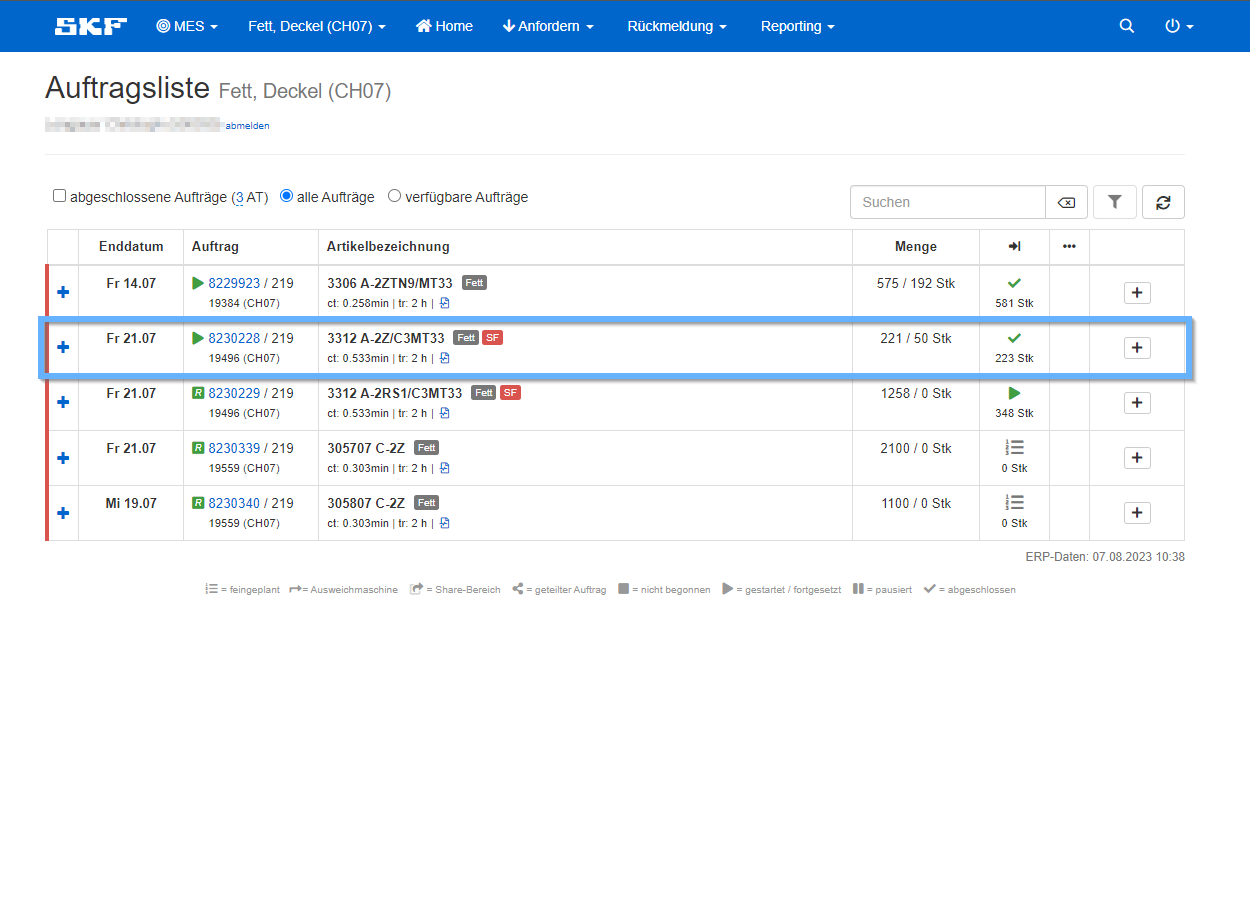 SKF MES Fett, Deckel (CH07) Home Anfordern Rückmeldung Reporting
Auftragsliste Fett, Deckel (CH07)
abmelden
abgeschlossene Aufträge (3 AT) alle Aufträge verfügbare Aufträge Suchen
Enddatum Auftrag Artikelbezeichnung Menge
Fr 14.07 8229923 / 219 3306 A-2ZTN9/MT33 Fett 575 / 192 Stk
19384 (CH07) ct: 0.258min | tr: 2 h | 581 Stk
Fr 21.07 8230228 / 219 3312 A-2Z/C3MT33 Fett SF 221 / 50 Stk
19496 (CH07) ct: 0.533min | tr: 2 h | 223 Stk
Fr 21.07 R 8230229 / 219 3312 A-2RS1/C3MT33 Fett SF 1258 / 0 Stk
19496 (CH07) ct: 0.533min | tr: 2 h | 348 Stk
Fr 21.07 R 8230339 / 219 305707 C-2Z Fett 2100 / 0 Stk
19559 (CH07) ct: 0.303min | tr: 2 h | 0 Stk
Mi 19.07 R 8230340 / 219 305807 C-2Z Fett 1100 / 0 Stk
19559 (CH07) ct: 0.303min | tr: 2 h | 0 Stk
ERP-Daten: 07.08.2023 10:38
= feingeplant = Ausweichmaschine = Share-Bereich = geteilter Auftrag = nicht begonnen = gestartet / fortgesetzt = pausiert = abgeschlossen